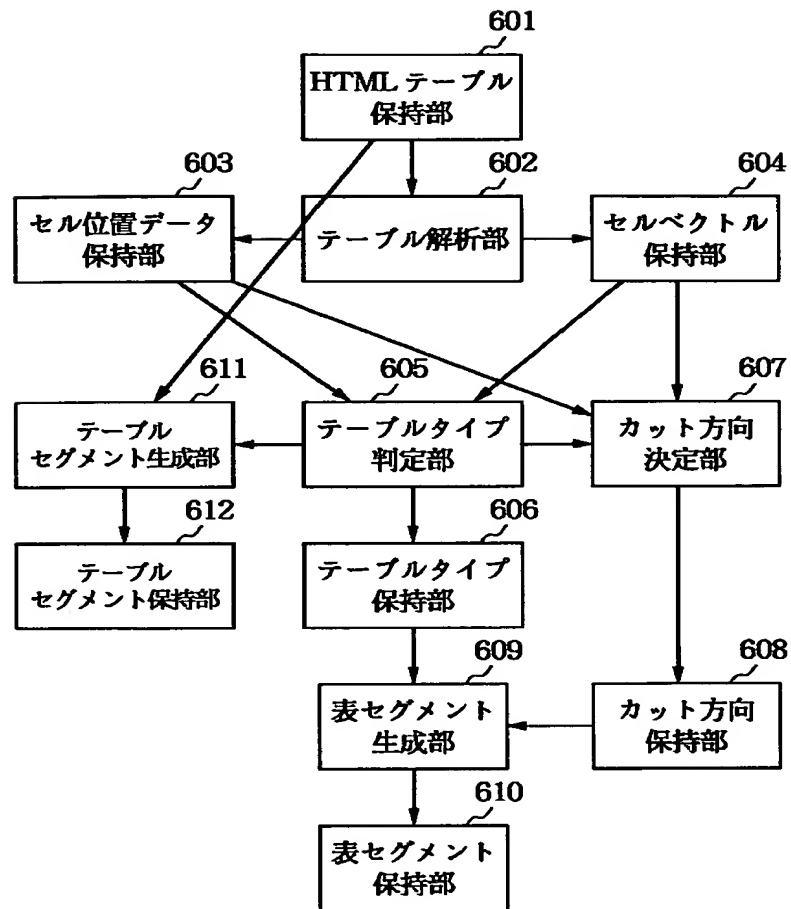 601
HTML テーブル
保持部
603
セル位置データ
保持部
602
テーブル解析部
604
セルベクトル
保持部
611
テーブル
セグメント生成部
605
テーブルタイプ
判定部
607
カット方向
決定部
612
テーブル
セグメント保持部
606
テーブルタイプ
保持部
609
表セグメント
生成部
608
カット方向
保持部
610
表セグメント
保持部